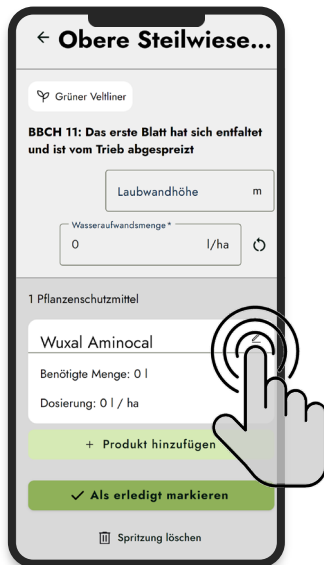 Obere Steilwiese...
Grüner Veltliner
BBCH 11: Das erste Blatt hat sich entfaltet
und ist vom Trieb abgespreizt
Laubwandhöhe m
Wasseraufwandsmenge*
0 l/ha
1 Pflanzenschutzmittel
Wuxal Aminocal
Benötigte Menge: 0 l
Dosierung: 0 l / ha
+ Produkt hinzufügen
Als erledigt markieren
Spritzung löschen